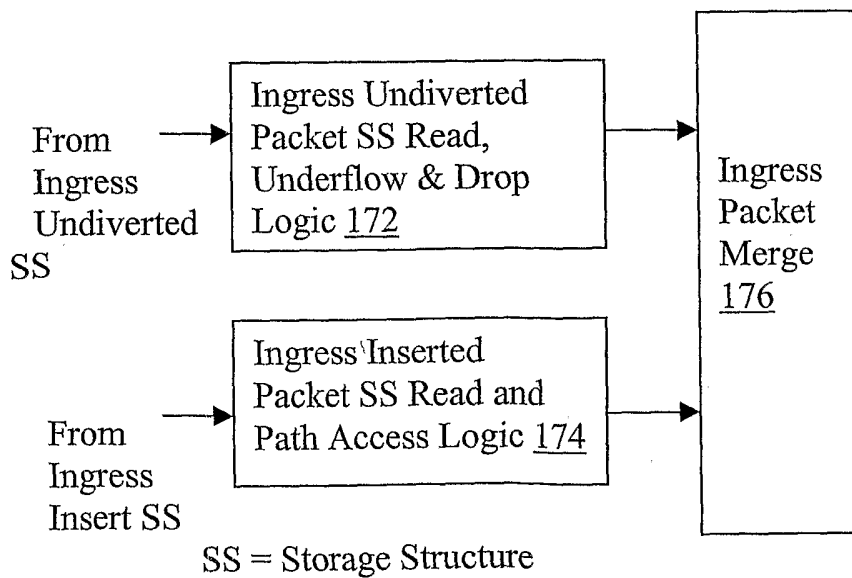 From
Ingress
Undiverted
SS
Ingress Undiverted
Packet SS Read,
Underflow & Drop
Logic 172
Ingress
Packet
Merge
176
From
Ingress
Insert SS
Ingress Inserted
Packet SS Read and
Path Access Logic 174
SS = Storage Structure